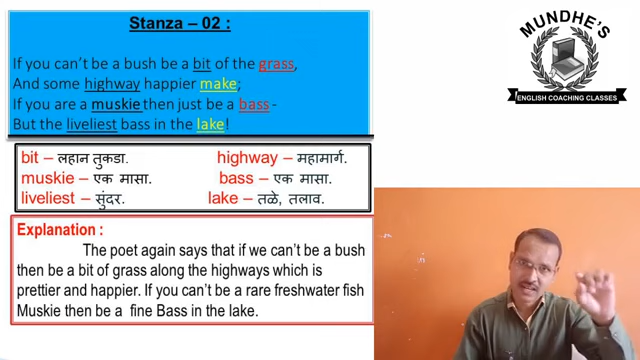 Stanza – 02 :
If you can't be a bush be a bit of the grass,
And some highway happier make;
If you are a muskie then just be a bass -
But the liveliest bass in the lake!
bit – लहान तुकडा. highway – महामार्ग.
muskie – एक मासा. bass – एक मासा.
liveliest – सुंदर. lake – तळे, तलाव.
Explanation :
The poet again says that if we can't be a bush
then be a bit of grass along the highways which is
prettier and happier. If you can't be a rare freshwater fish
Muskie then be a fine Bass in the lake.
MUNDHE'S
ENGLISH COACHING CLASSES